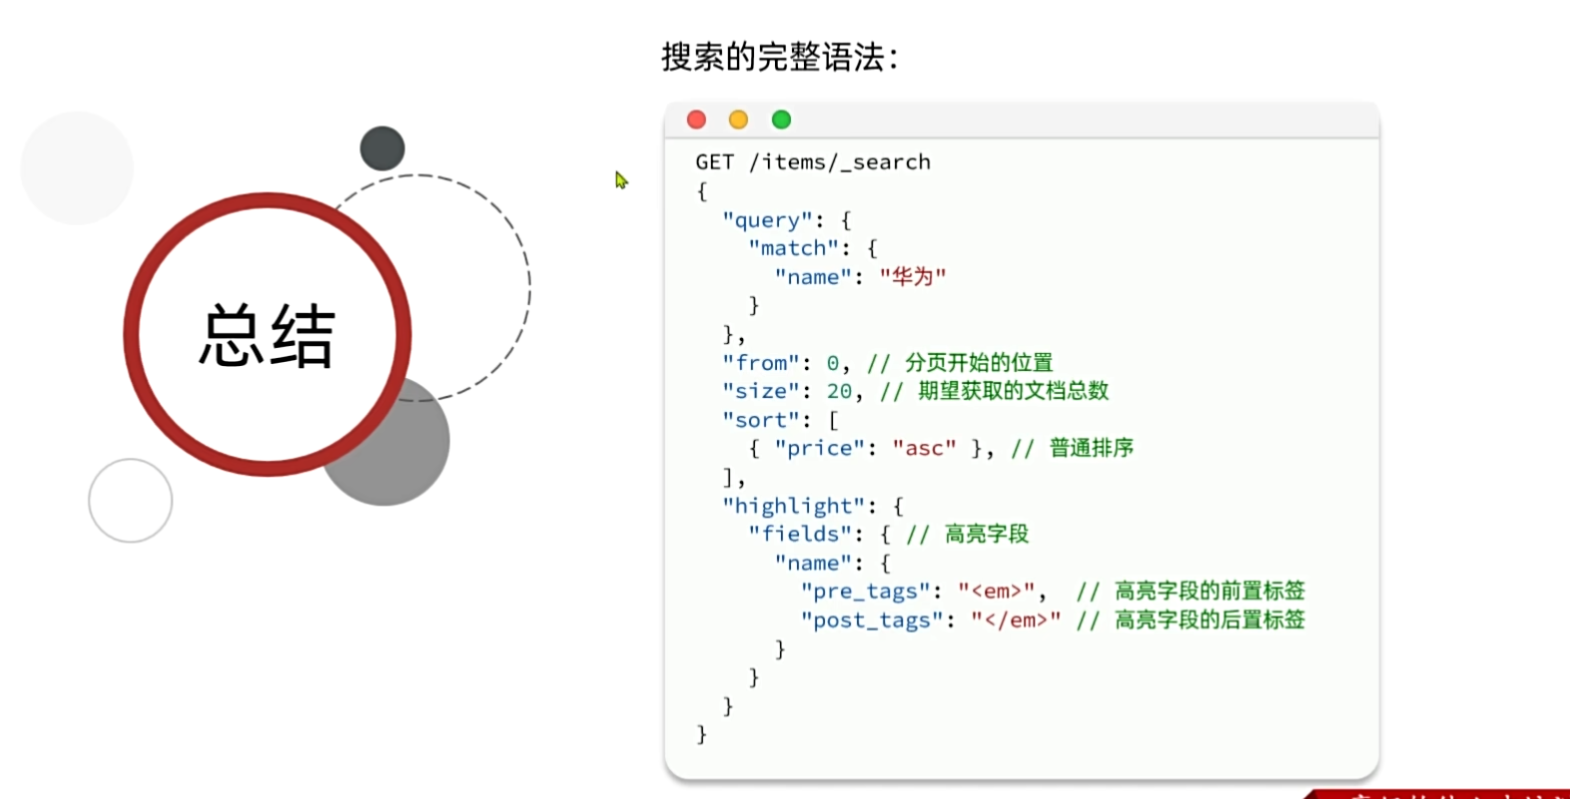 搜索的完整语法：
总结
GET /items/_search
{
  "query": {
    "match": {
      "name": "华为"
    }
  },
  "from": 0, // 分页开始的位置
  "size": 20, // 期望获取的文档总数
  "sort": [
    { "price": "asc" }, // 普通排序
  ],
  "highlight": {
    "fields": { // 高亮字段
      "name": {
        "pre_tags": "<em>",  // 高亮字段的前置标签
        "post_tags": "</em>" // 高亮字段的后置标签
      }
    }
  }
}